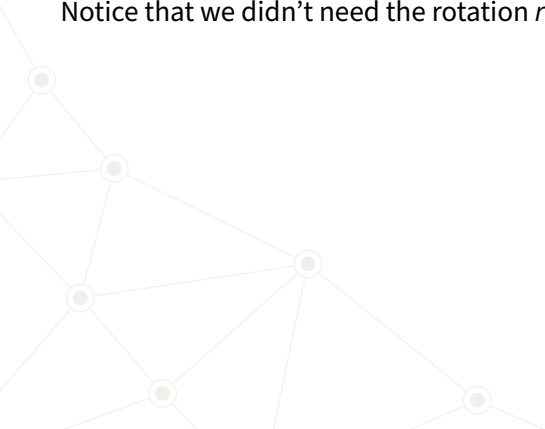 Notice that we didn’t need the rotation r